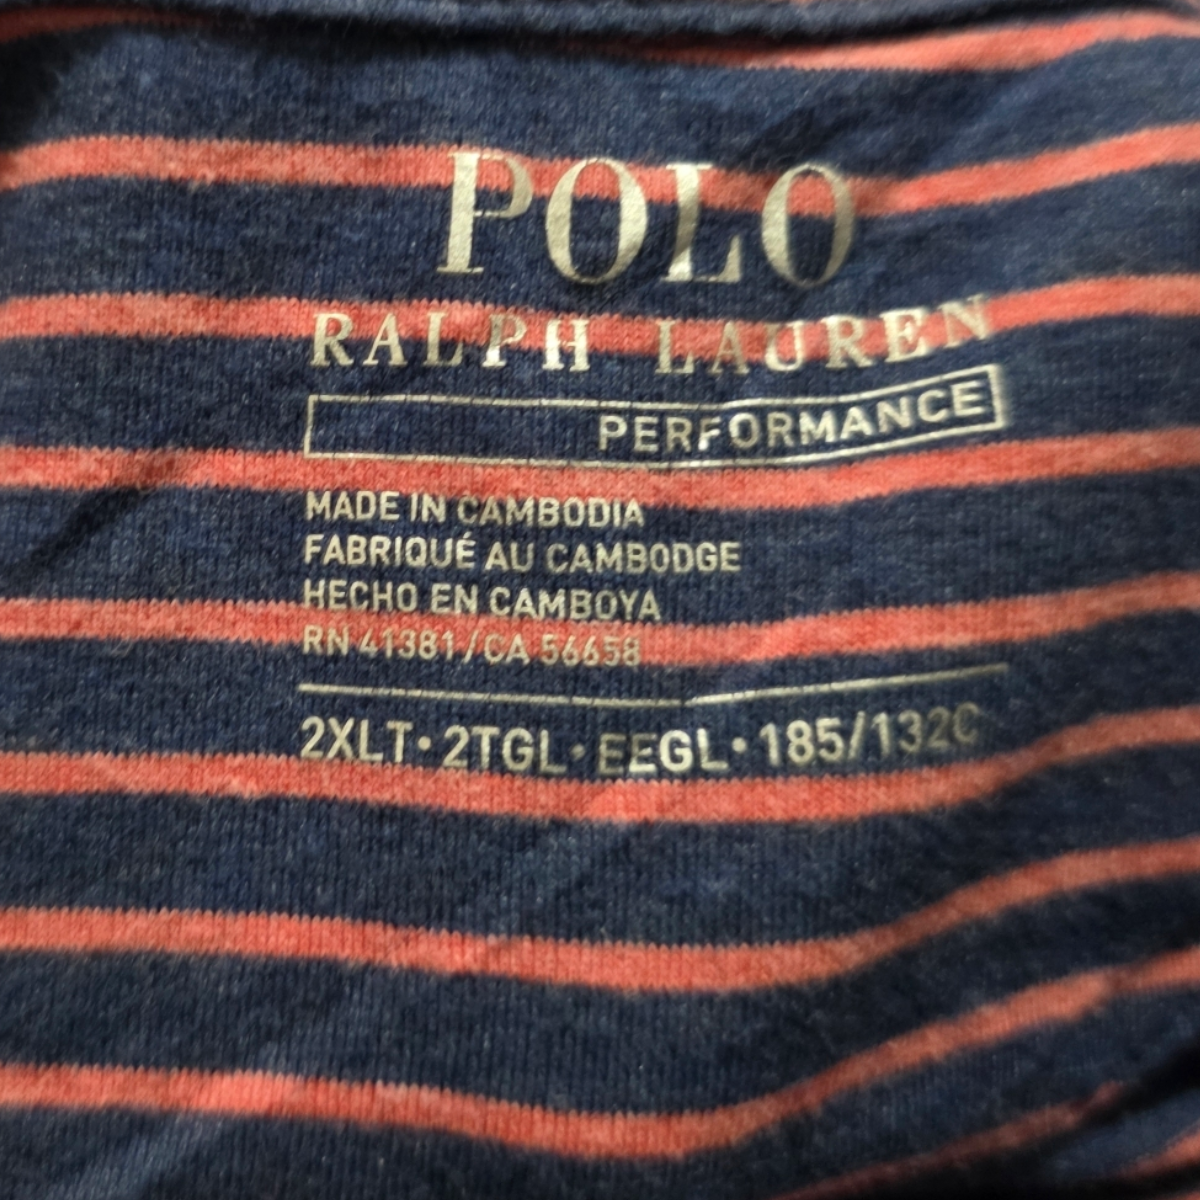 POLO
RALPH LAUREN
PERFORMANCE
MADE IN CAMBODIA
FABRIQUÉ AU CAMBODGE
HECHO EN CAMBOYA
RN 41381/CA 56658
2XLT•2TGL•EEGL•185/132C